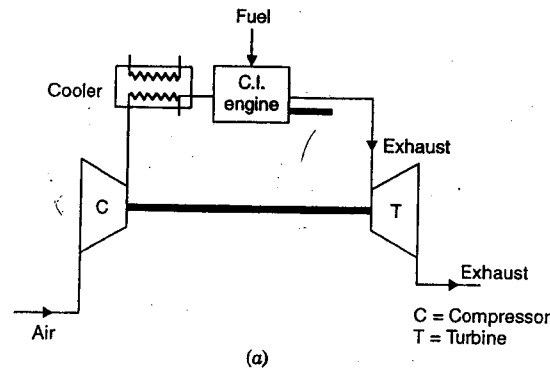 Fuel
Cooler
C.I.
engine
Exhaust
C
T
Exhaust
Air
C = Compressor
T = Turbine
(a)